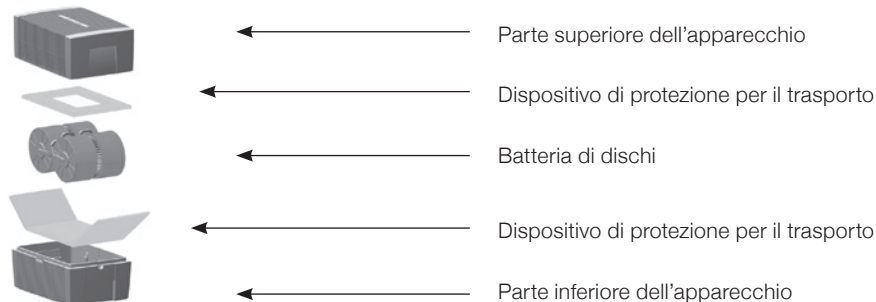 Parte superiore dell'apparecchio
Dispositivo di protezione per il trasporto
Batteria di dischi
Dispositivo di protezione per il trasporto
Parte inferiore dell'apparecchio